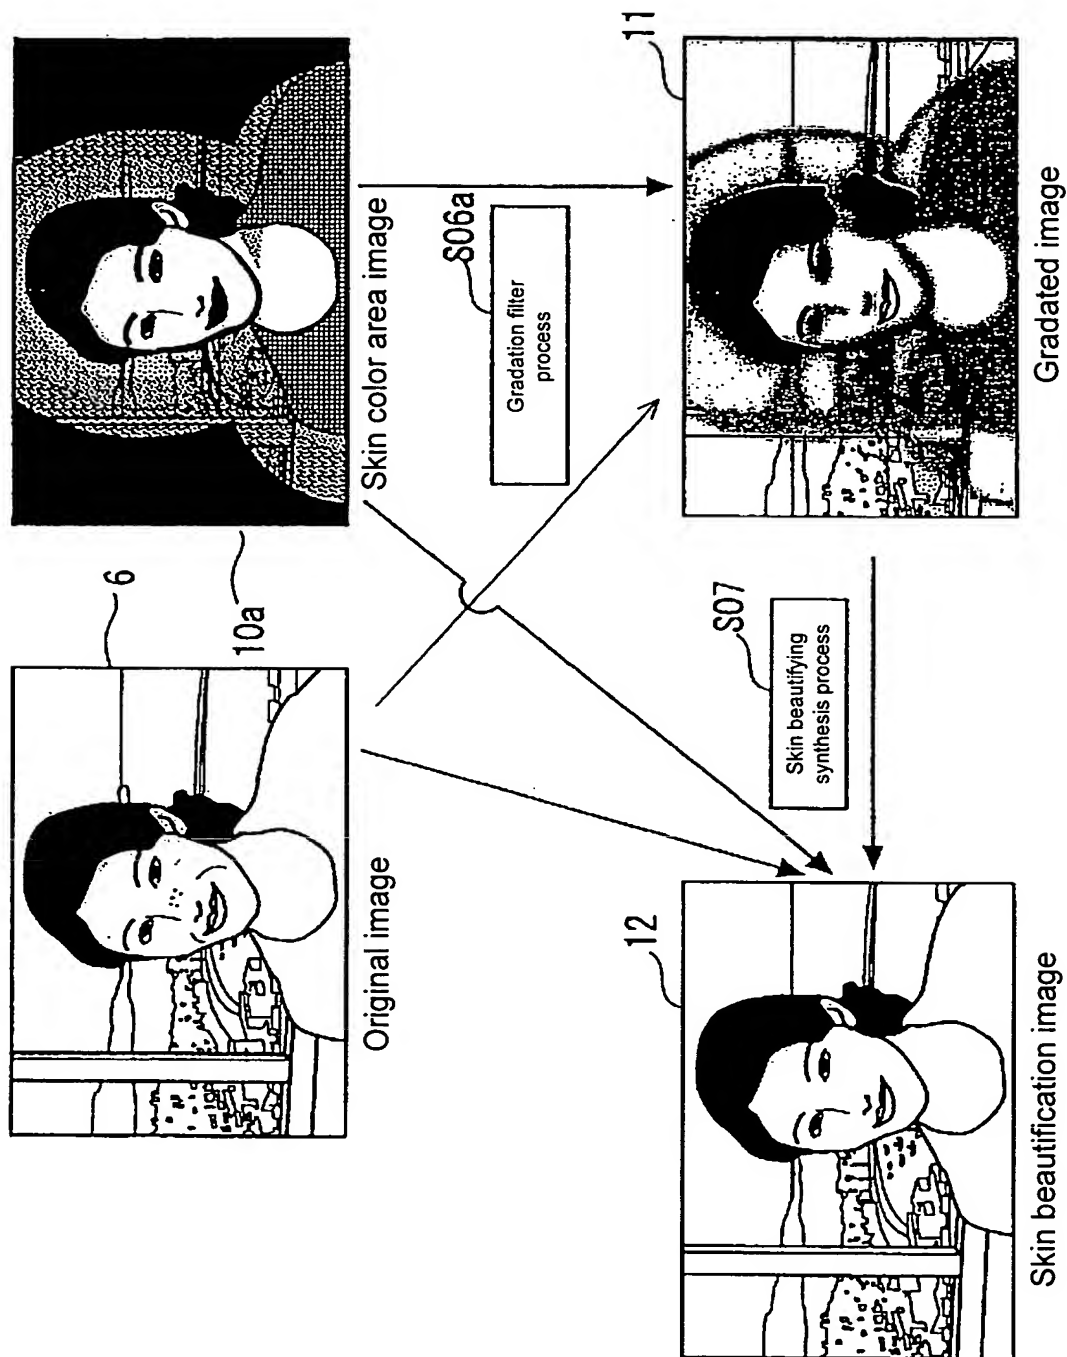 6
10a
Original image
Skin color area image
S06a
Gradation filter
process
12
11
S07
Skin beautifying
synthesis process
Skin beautification image
Gradated image